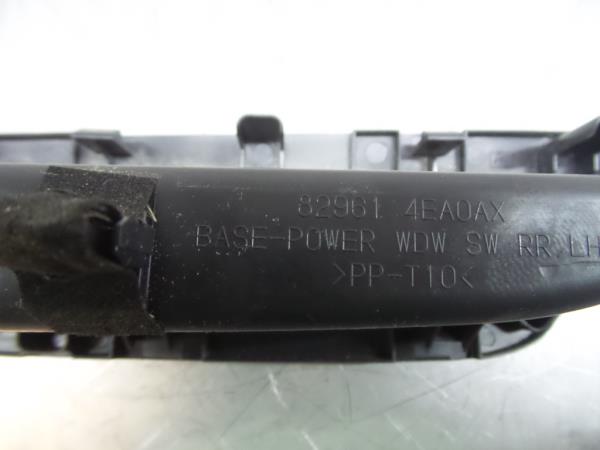 82961 4EA0AX
BASE-POWER WDW SW RR LH
>PP-T10<